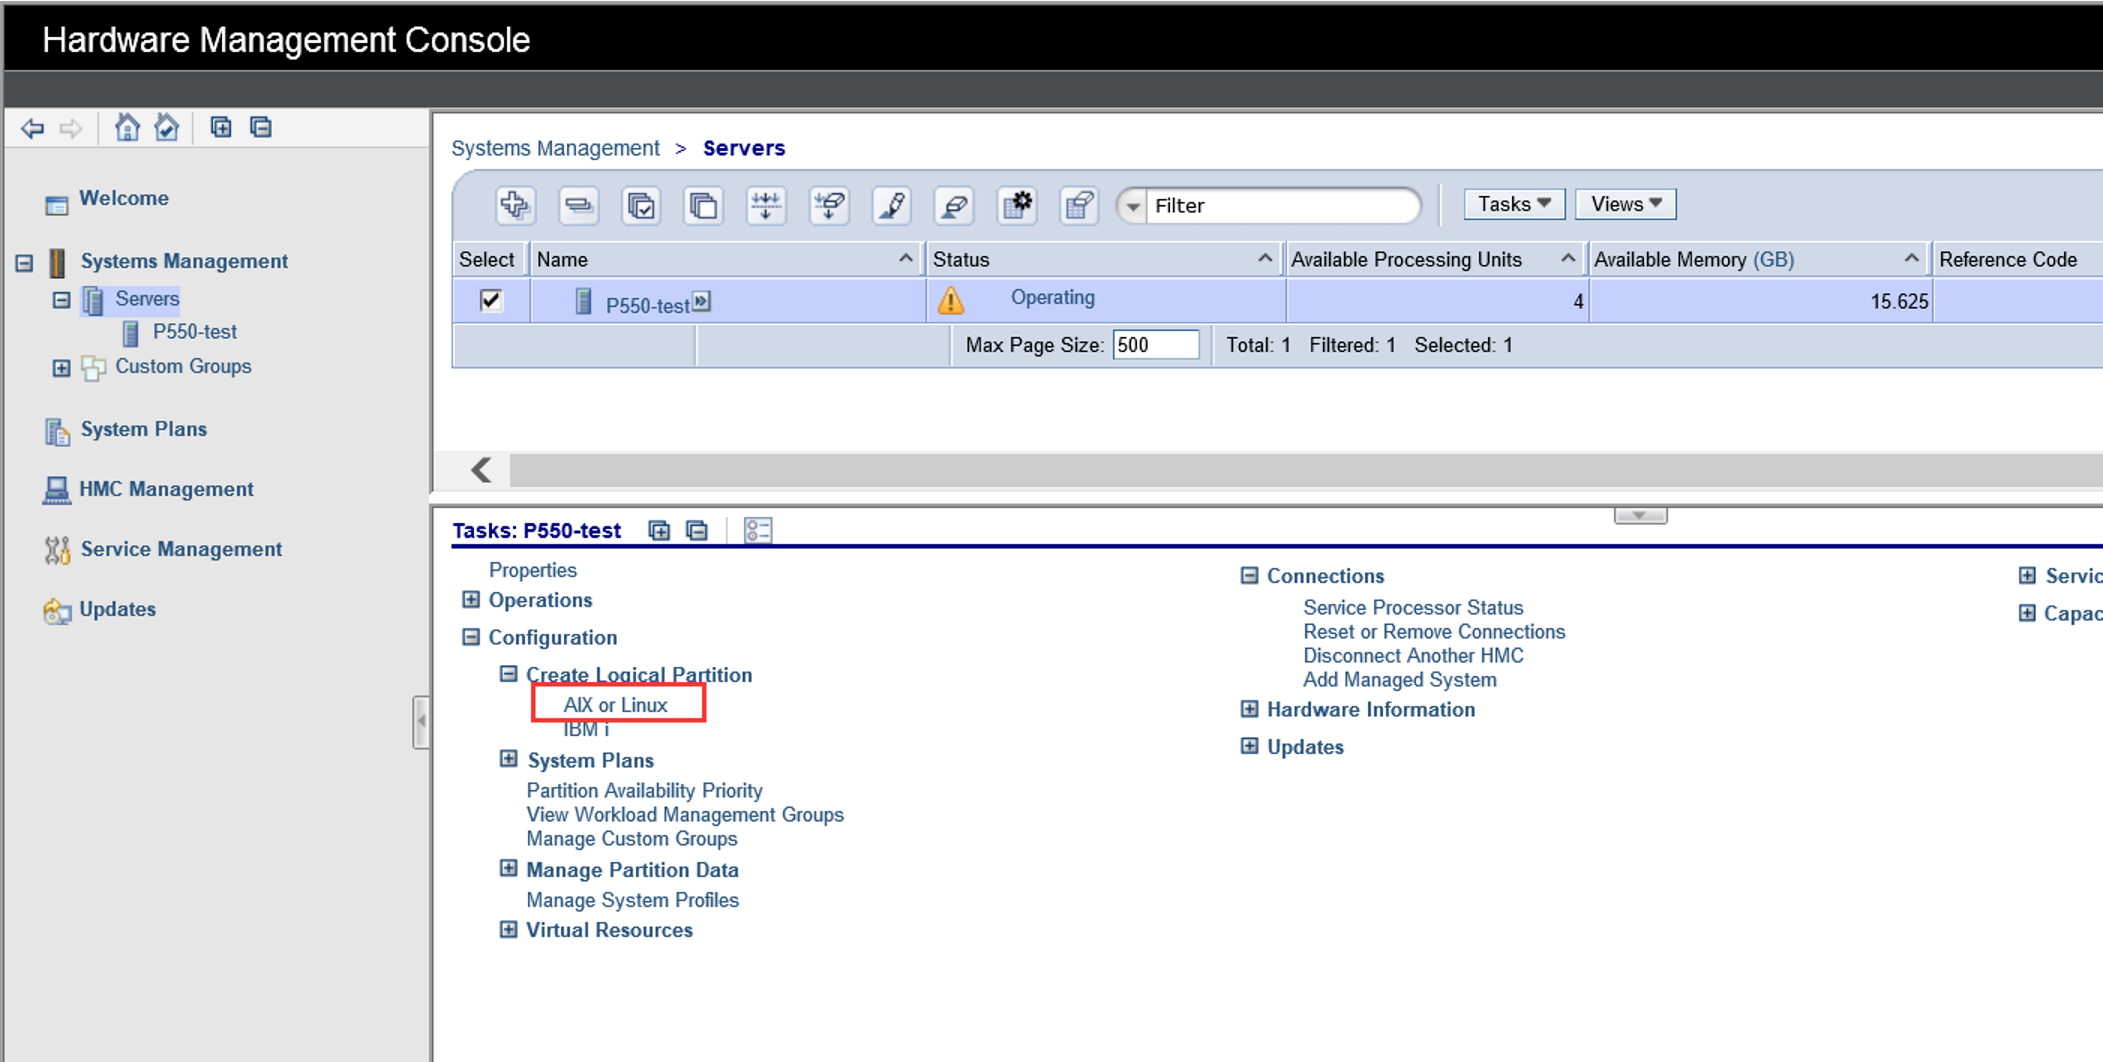 Hardware Management Console
Systems Management > Servers
Filter
Tasks
Views
Select Name Status Available Processing Units Available Memory (GB) Reference Code
P550-test Operating 4 15.625
Max Page Size: 500 Total: 1 Filtered: 1 Selected: 1
Welcome
Systems Management
Servers
P550-test
Custom Groups
System Plans
HMC Management
Service Management
Updates
Tasks: P550-test
Properties
Operations
Configuration
Create Logical Partition
AIX or Linux
IBM i
System Plans
Partition Availability Priority
View Workload Management Groups
Manage Custom Groups
Manage Partition Data
Manage System Profiles
Virtual Resources
Connections
Service Processor Status
Reset or Remove Connections
Disconnect Another HMC
Add Managed System
Hardware Information
Updates
Servic
Capac